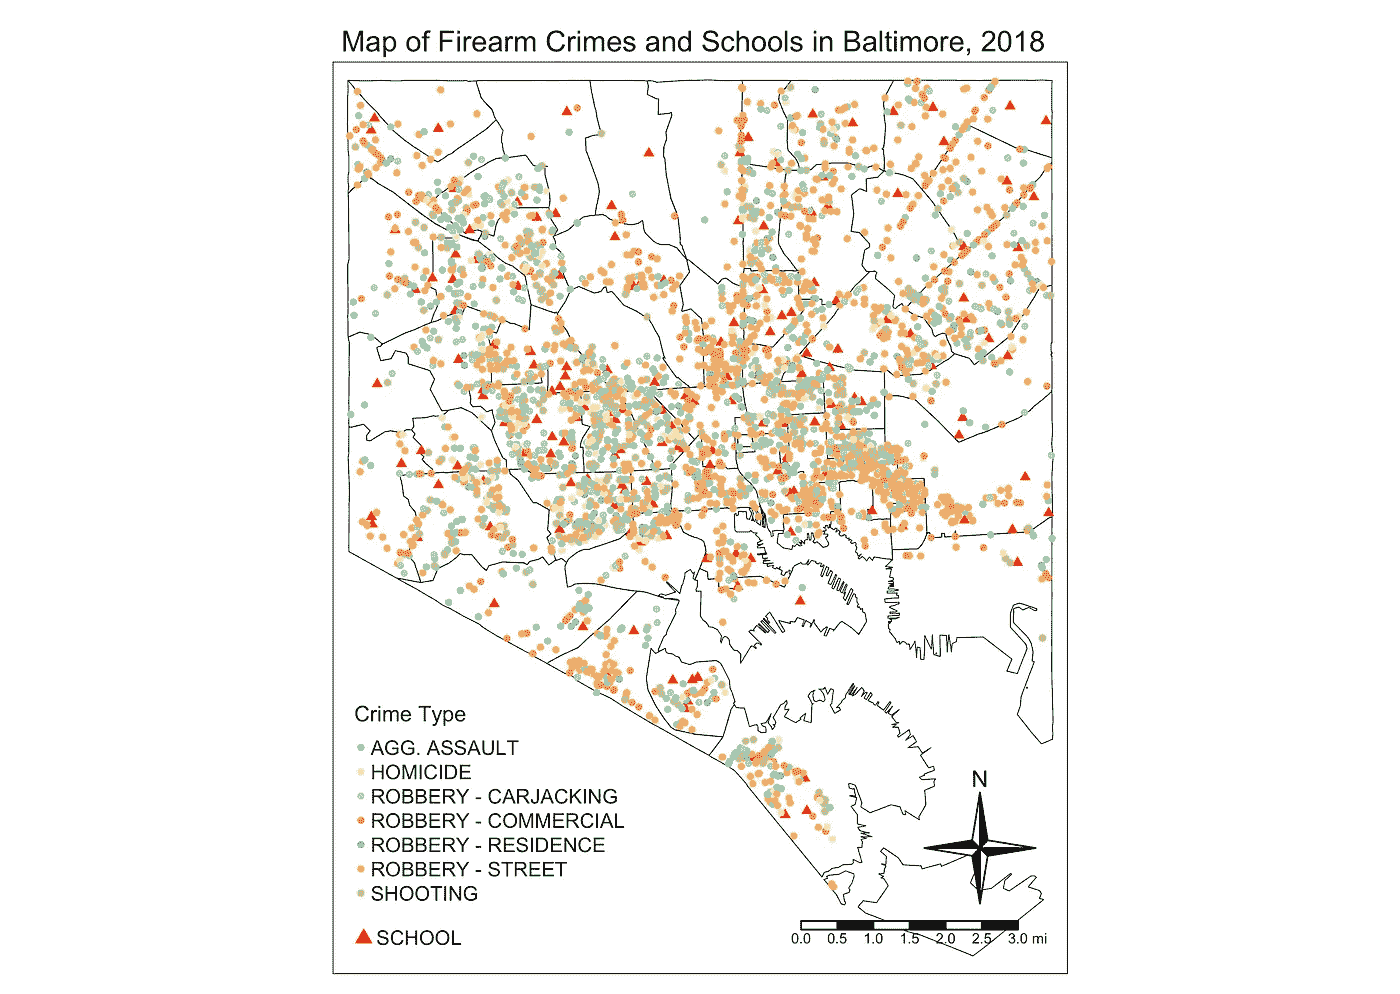 Map of Firearm Crimes and Schools in Baltimore, 2018
Crime Type
AGG. ASSAULT
HOMICIDE
ROBBERY - CARJACKING
ROBBERY - COMMERCIAL
ROBBERY - RESIDENCE
ROBBERY - STREET
SHOOTING
SCHOOL
N
0.0 0.5 1.0 1.5 2.0 2.5 3.0 mi